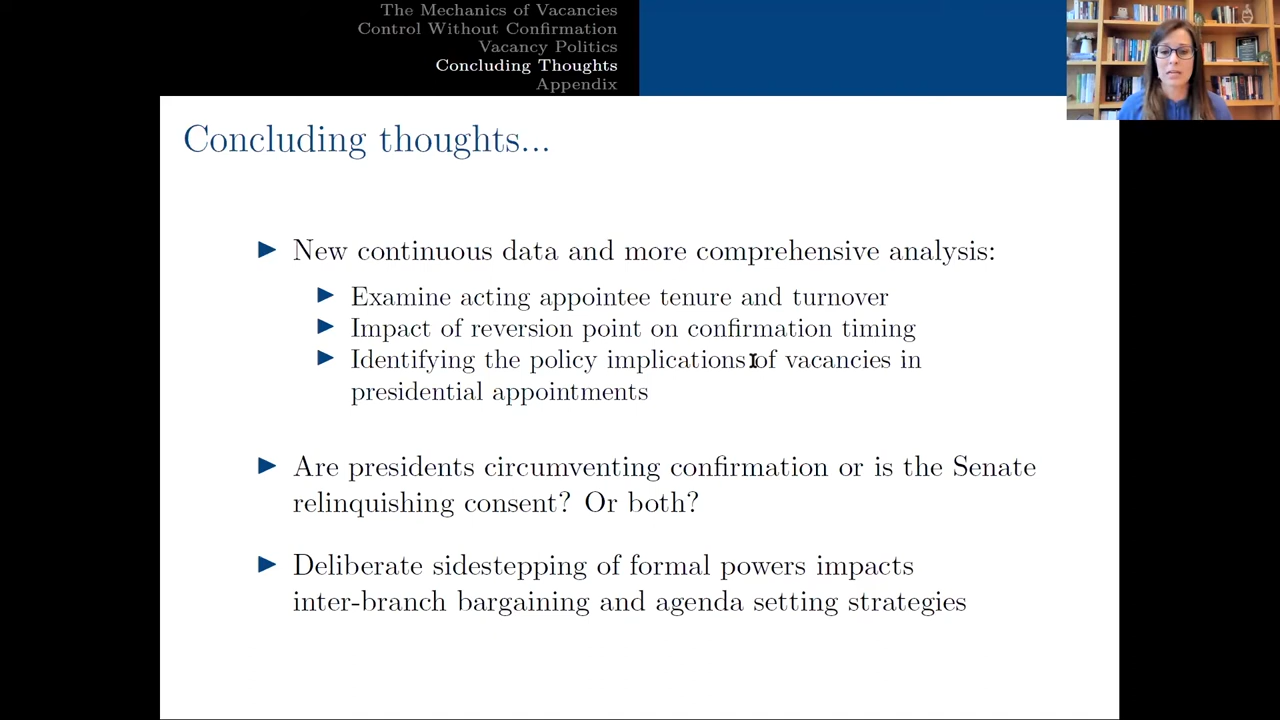 The Mechanics of Vacancies
Control Without Confirmation
Vacancy Politics
Concluding Thoughts
Appendix
Concluding thoughts...
New continuous data and more comprehensive analysis:
Examine acting appointee tenure and turnover
Impact of reversion point on confirmation timing
Identifying the policy implications of vacancies in
presidential appointments
Are presidents circumventing confirmation or is the Senate
relinquishing consent? Or both?
Deliberate sidestepping of formal powers impacts
inter-branch bargaining and agenda setting strategies